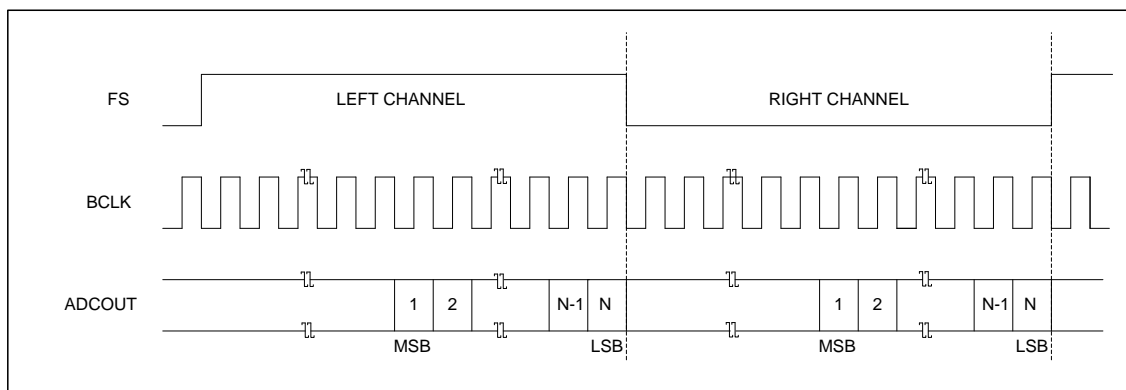 FS
LEFT CHANNEL
RIGHT CHANNEL
BCLK
ADCOUT
1 2 N-1 N 1 2 N-1 N
MSB LSB MSB LSB